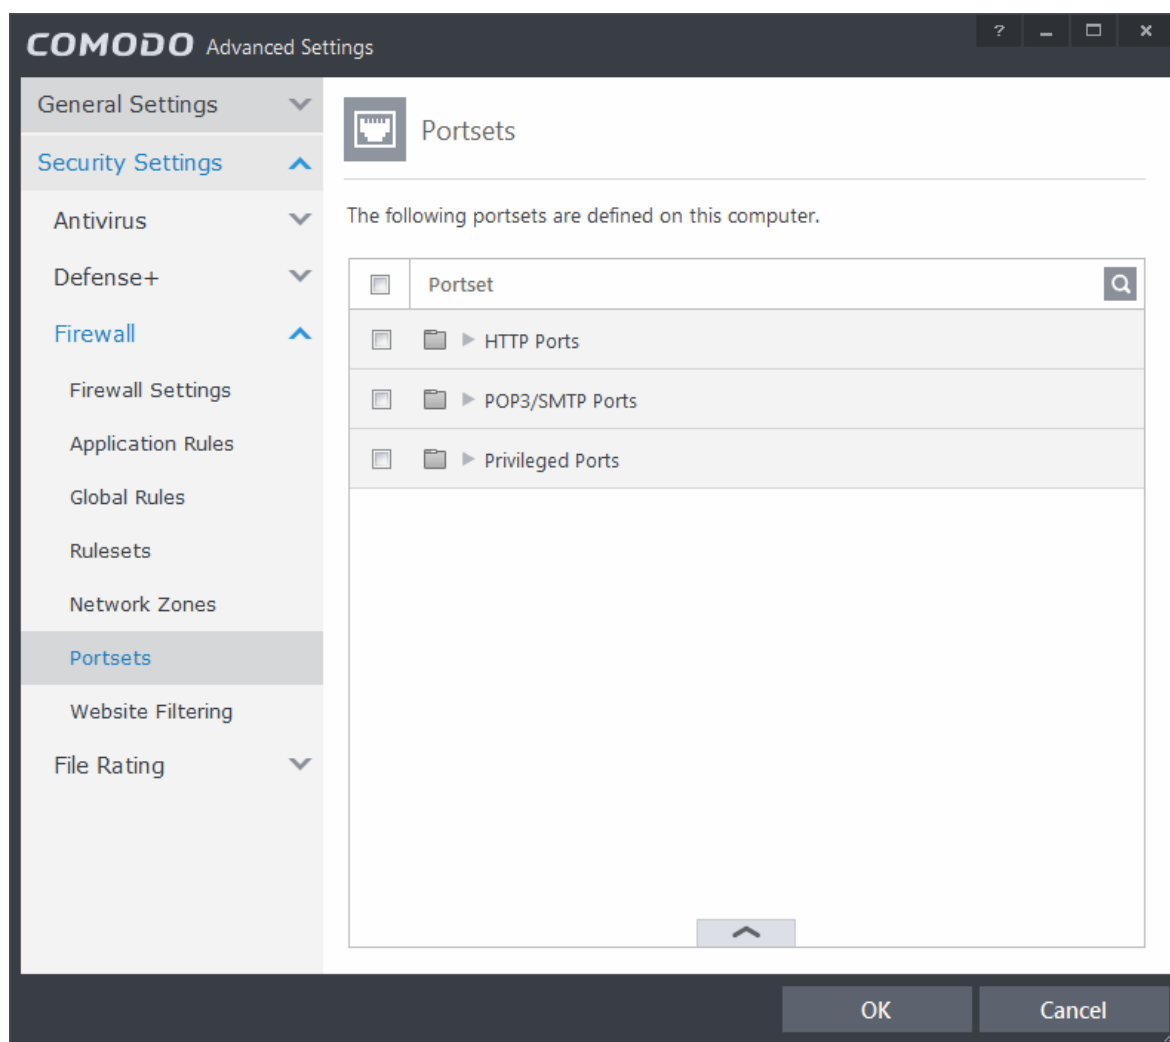 COMODO Advanced Settings
?
General Settings
Security Settings
Antivirus
Defense+
Firewall
Firewall Settings
Application Rules
Global Rules
Rulesets
Network Zones
Portsets
Website Filtering
File Rating
Portsets
The following portsets are defined on this computer.
Portset
HTTP Ports
POP3/SMTP Ports
Privileged Ports
OK
Cancel